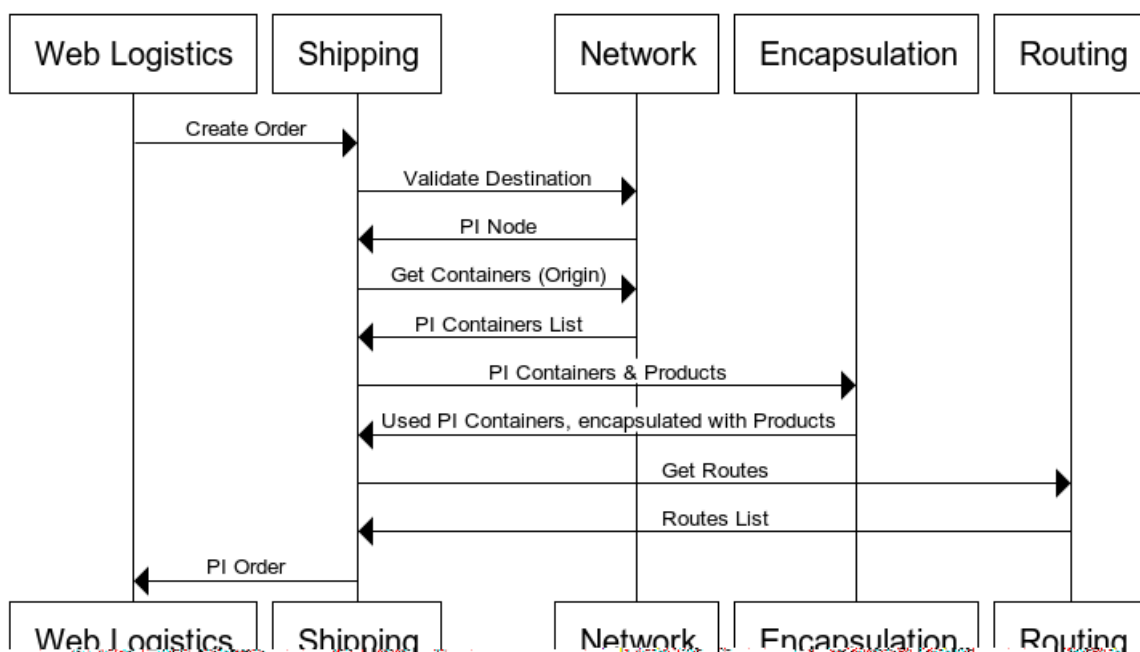 Web Logistics Shipping Network Encapsulation Routing
Create Order
Validate Destination
PI Node
Get Containers (Origin)
PI Containers List
PI Containers & Products
Used PI Containers, encapsulated with Products
Get Routes
Routes List
PI Order
Web Logistics Shipping Network Encapsulation Routing